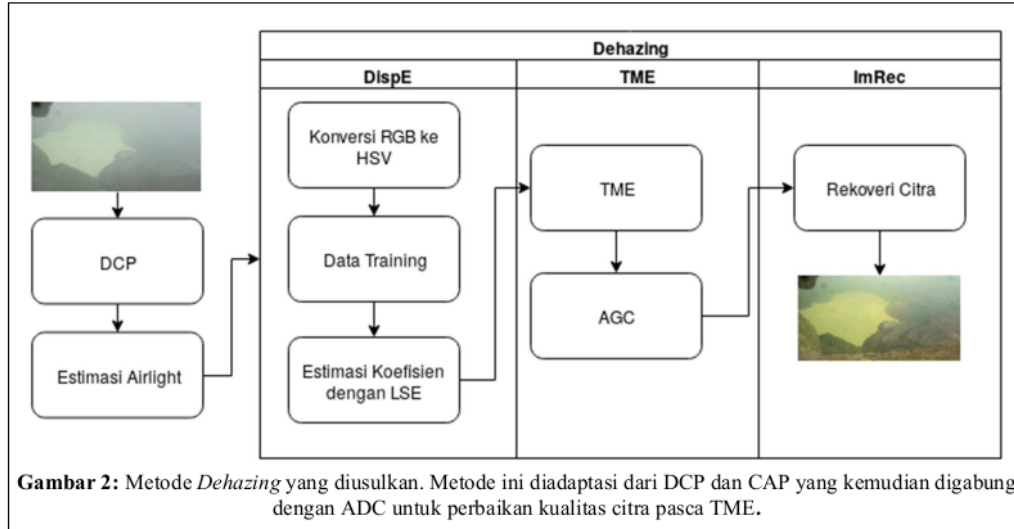 Dehazing
DispE
TME
ImRec
DCP
Estimasi Airlight
Konversi RGB ke
HSV
Data Training
Estimasi Koefisien
dengan LSE
TME
AGC
Rekoveri Citra
Gambar 2: Metode Dehazing yang diusulkan. Metode ini diadaptasi dari DCP dan CAP yang kemudian digabung
dengan ADC untuk perbaikan kualitas citra pasca TME.